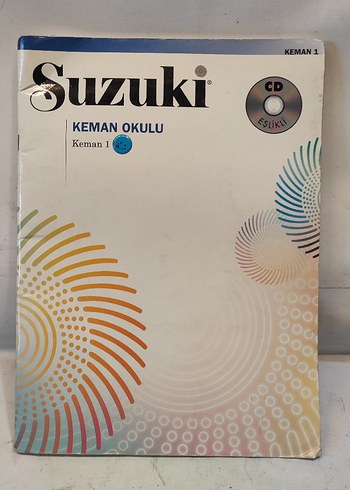 KEMAN 1
Suzuki®
CD
EŞLİKLİ
KEMAN OKULU
Keman 1